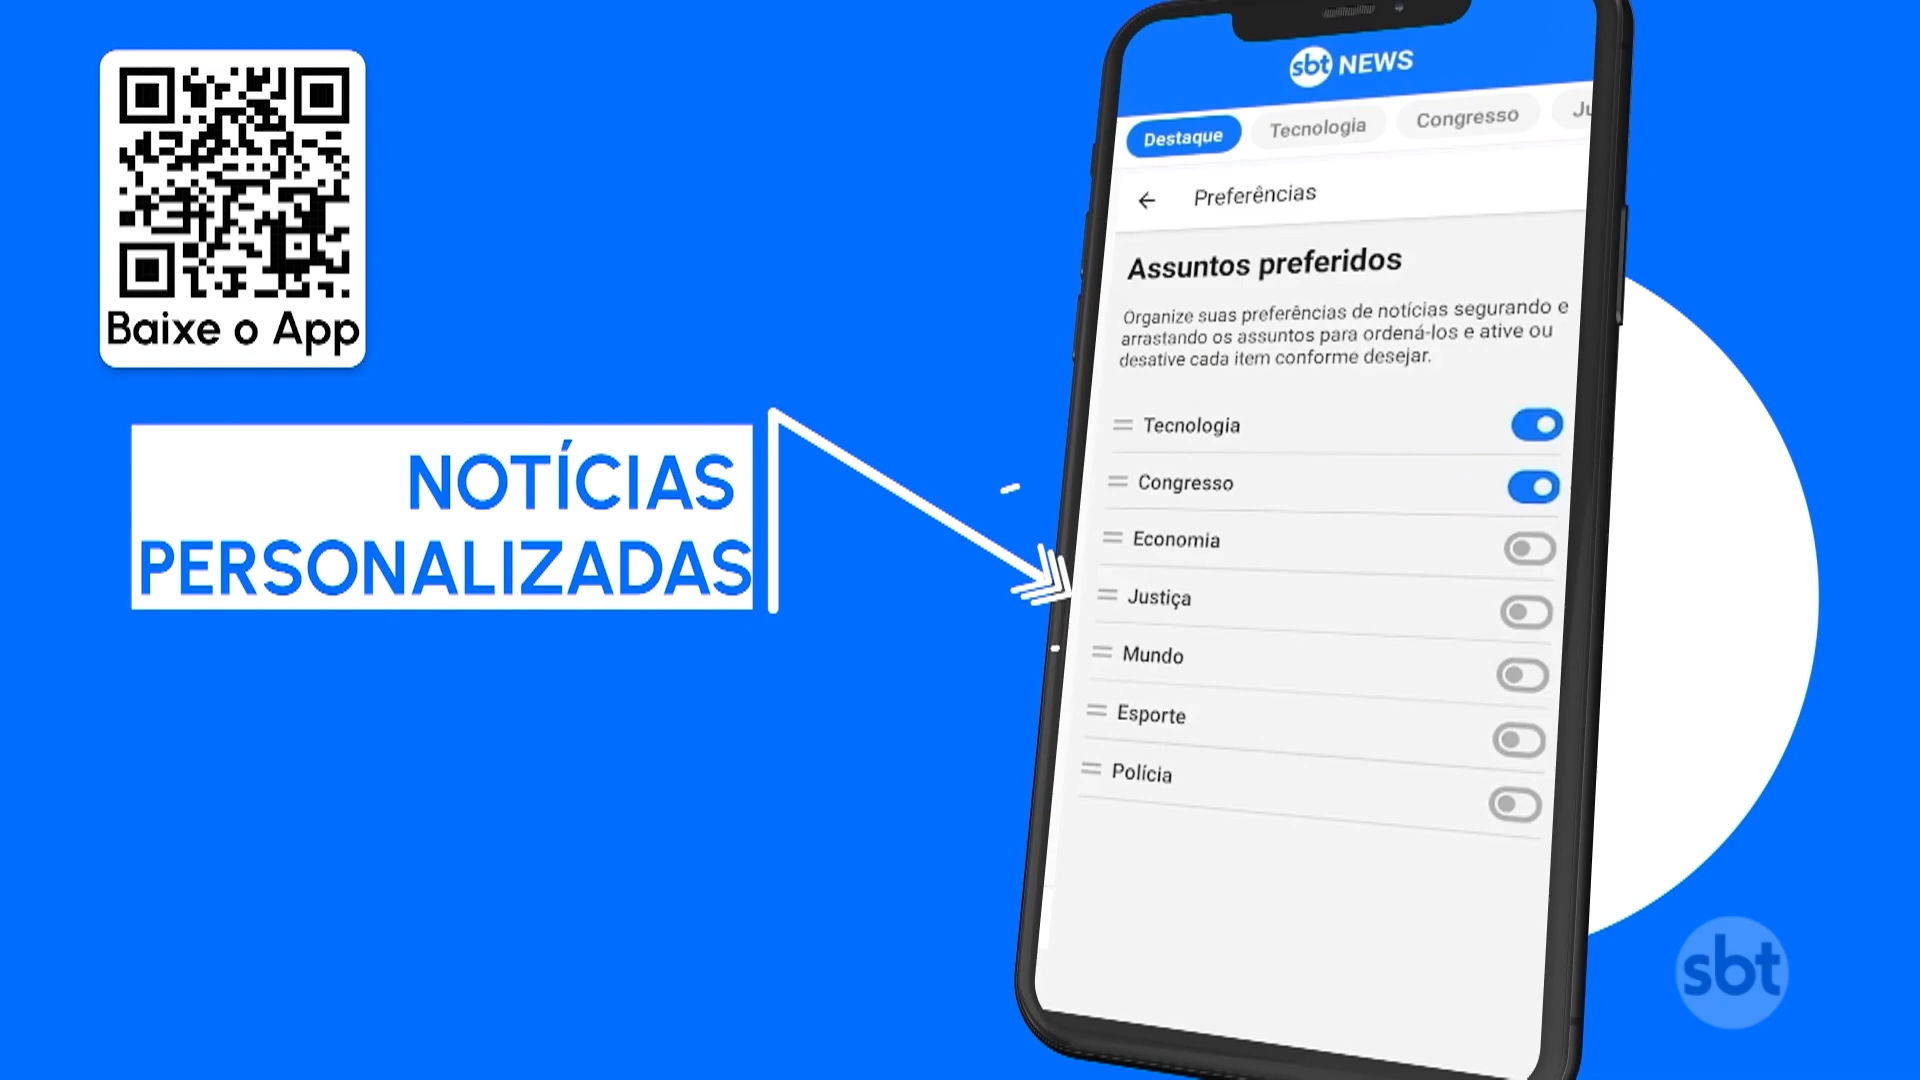 Baixe o App
NOTÍCIAS
PERSONALIZADAS
sbt NEWS
Destaque Tecnologia Congresso Ju
Preferências
Assuntos preferidos
Organize suas preferências de notícias segurando e
arrastando os assuntos para ordená-los e ative ou
desative cada item conforme desejar.
Tecnologia
Congresso
Economia
Justiça
Mundo
Esporte
Polícia
sbt